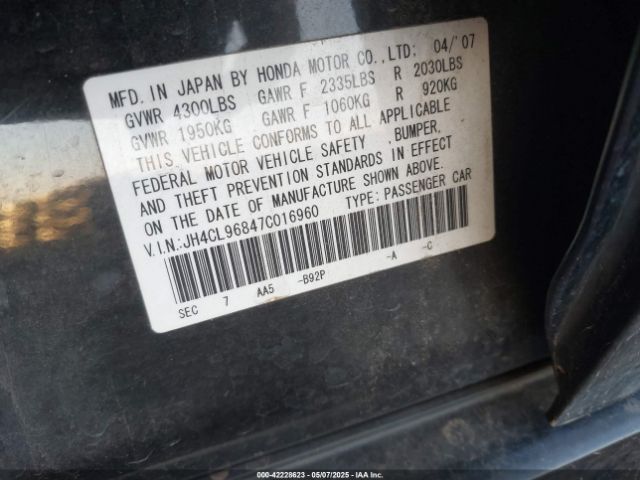 MFD. IN JAPAN BY HONDA MOTOR CO.,LTD: 04/'07
GVWR 4300LBS GAWR F 2335LBS R 2030LBS
GVWR 1950KG GAWR F 1060KG R 920KG
THIS VEHICLE CONFORMS TO ALL APPLICABLE
FEDERAL MOTOR VEHICLE SAFETY ,BUMPER,
AND THEFT PREVENTION STANDARDS IN EFFECT
ON THE DATE OF MANUFACTURE SHOWN ABOVE.
V.I.N.:JH4CL96847C016960 TYPE: PASSENGER CAR
SEC 7 AA5 -B92P -A -C
000-42228623 - 05/07/2025 - IAA Inc.